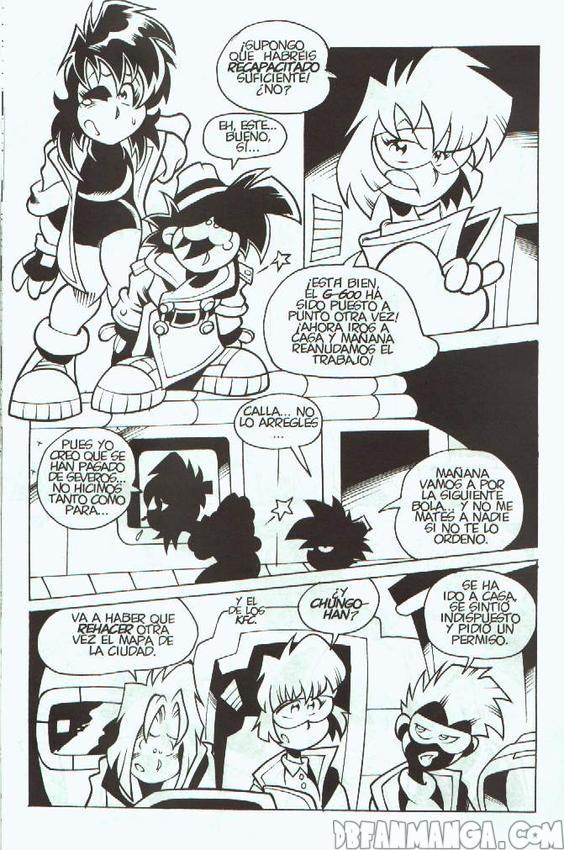 ¡SUPONGO
QUE HABREIS
RECAPACITADO
SUFICIENTE!
¿NO?
EH, ESTE...
BUENO,
SÍ...
¡ESTÁ BIEN,
EL G-600 HA
SIDO PUESTO A
PUNTO OTRA VEZ!
¡AHORA IROS A
CASA Y MAÑANA
REANUDAMOS EL
TRABAJO!
CALLA... NO
LO ARREGLES
...
PUES YO
CREO QUE SE
HAN PASADO
DE SEVEROS...
NO HICIMOS
TANTO COMO
PARA...
MAÑANA
VAMOS A POR
LA SIGUIENTE
BOLA... Y NO ME
MATES A NADIE
SI NO TE LO
ORDENO.
VA A HABER QUE
REHACER OTRA
VEZ EL MAPA DE
LA CIUDAD.
Y EL
DE LOS
KFC.
¿Y
CHUNGO-
HAN?
SE HA
IDO A CASA,
SE SINTIÓ
INDISPUESTO
Y PIDIÓ UN
PERMISO.
DBFANMANGA.COM